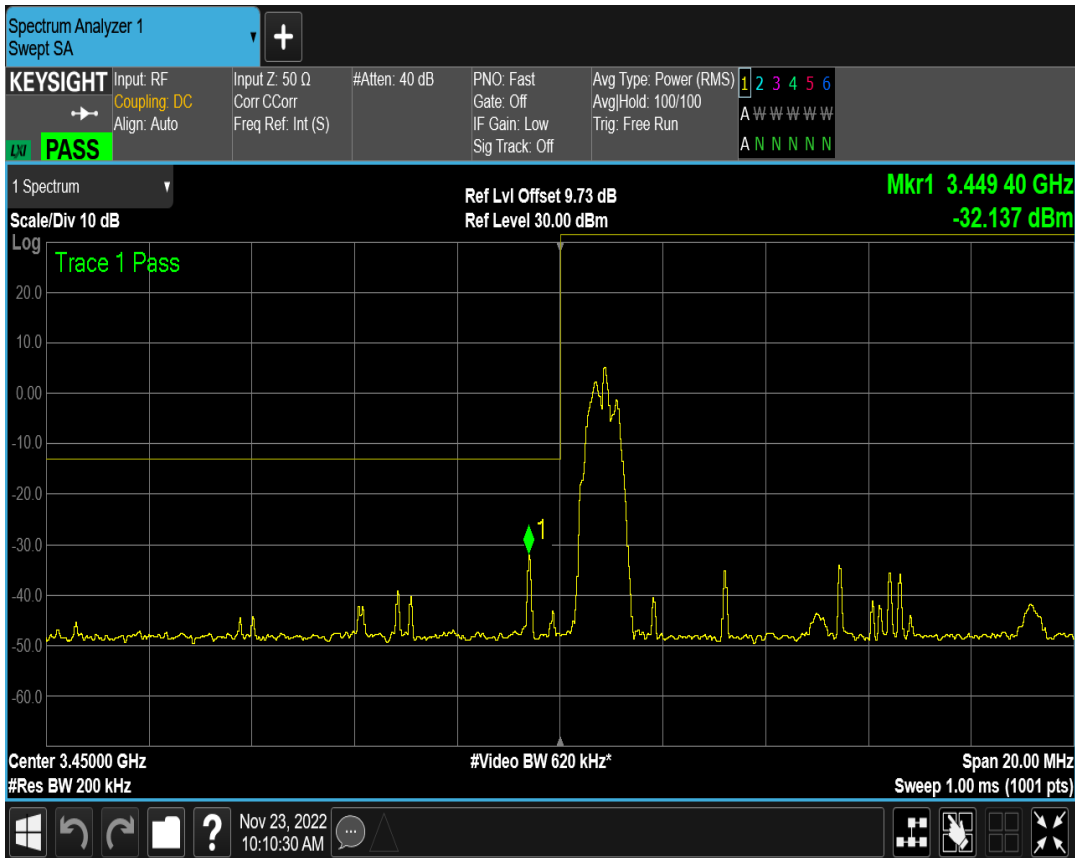 Spectrum Analyzer 1
Swept SA
+
KEYSIGHT
LXI PASS
Input: RF
Coupling: DC
Align: Auto
Input Z: 50 Ω
Corr CCorr
Freq Ref: Int (S)
#Atten: 40 dB
PNO: Fast
Gate: Off
IF Gain: Low
Sig Track: Off
Avg Type: Power (RMS)
Avg|Hold: 100/100
Trig: Free Run
1 2 3 4 5 6
A W W W W W
A N N N N N
1 Spectrum
Scale/Div 10 dB
Ref Lvl Offset 9.73 dB
Ref Level 30.00 dBm
Mkr1 3.449 40 GHz
-32.137 dBm
Log
Trace 1 Pass
20.0
10.0
0.00
-10.0
-20.0
-30.0
-40.0
-50.0
-60.0
1
Center 3.45000 GHz
#Res BW 200 kHz
#Video BW 620 kHz*
Span 20.00 MHz
Sweep 1.00 ms (1001 pts)
?
Nov 23, 2022
10:10:30 AM